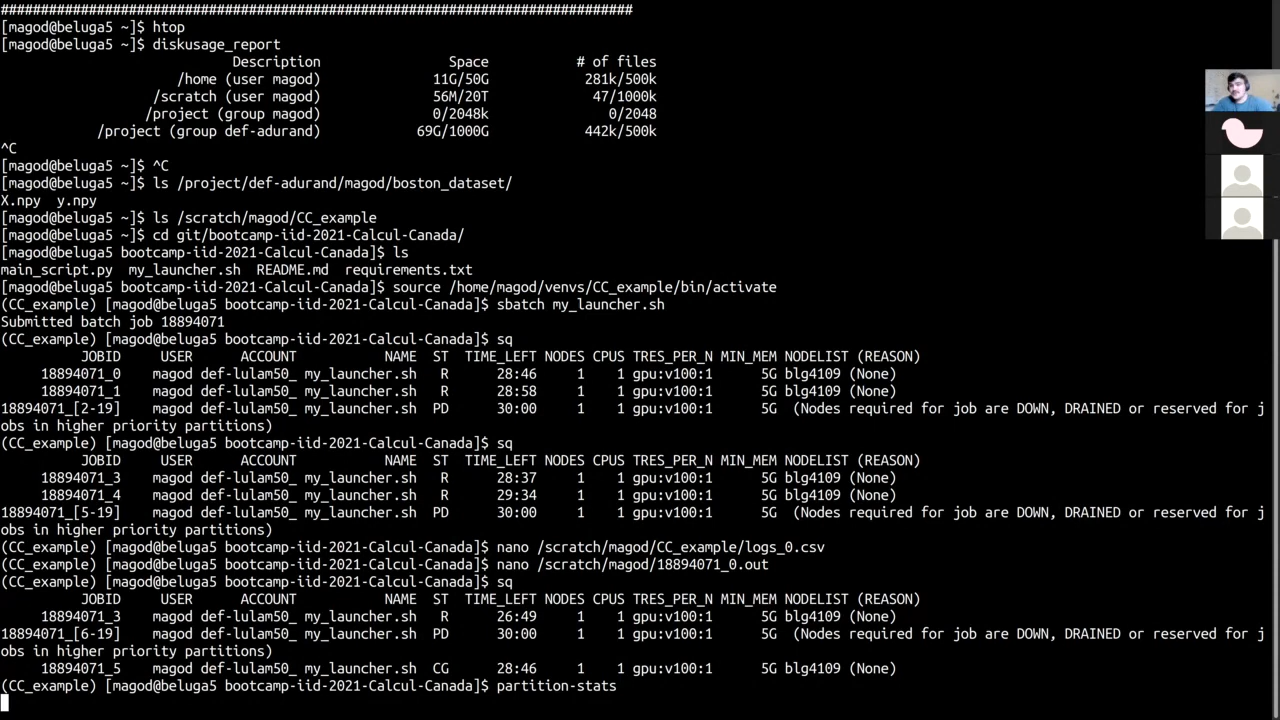 ################################################################################
[magod@beluga5 ~]$ htop
[magod@beluga5 ~]$ diskusage_report
Description Space # of files
/home (user magod) 11G/50G 281k/500k
/scratch (user magod) 56M/20T 47/1000k
/project (group magod) 0/2048k 0/2048
/project (group def-adurand) 69G/1000G 442k/500k
^C
[magod@beluga5 ~]$ ^C
[magod@beluga5 ~]$ ls /project/def-adurand/magod/boston_dataset/
X.npy y.npy
[magod@beluga5 ~]$ ls /scratch/magod/CC_example
[magod@beluga5 ~]$ cd git/bootcamp-iid-2021-Calcul-Canada/
[magod@beluga5 bootcamp-iid-2021-Calcul-Canada]$ ls
main_script.py my_launcher.sh README.md requirements.txt
[magod@beluga5 bootcamp-iid-2021-Calcul-Canada]$ source /home/magod/venvs/CC_example/bin/activate
(CC_example) [magod@beluga5 bootcamp-iid-2021-Calcul-Canada]$ sbatch my_launcher.sh
Submitted batch job 18894071
(CC_example) [magod@beluga5 bootcamp-iid-2021-Calcul-Canada]$ sq
JOBID USER ACCOUNT NAME ST TIME_LEFT NODES CPUS TRES_PER_N MIN_MEM NODELIST (REASON)
18894071_0 magod def-lulam50_ my_launcher.sh R 28:46 1 1 gpu:v100:1 5G blg4109 (None)
18894071_1 magod def-lulam50_ my_launcher.sh R 28:58 1 1 gpu:v100:1 5G blg4109 (None)
18894071_[2-19] magod def-lulam50_ my_launcher.sh PD 30:00 1 1 gpu:v100:1 5G (Nodes required for job are DOWN, DRAINED or reserved for j
obs in higher priority partitions)
(CC_example) [magod@beluga5 bootcamp-iid-2021-Calcul-Canada]$ sq
JOBID USER ACCOUNT NAME ST TIME_LEFT NODES CPUS TRES_PER_N MIN_MEM NODELIST (REASON)
18894071_3 magod def-lulam50_ my_launcher.sh R 28:37 1 1 gpu:v100:1 5G blg4109 (None)
18894071_4 magod def-lulam50_ my_launcher.sh R 29:34 1 1 gpu:v100:1 5G blg4109 (None)
18894071_[5-19] magod def-lulam50_ my_launcher.sh PD 30:00 1 1 gpu:v100:1 5G (Nodes required for job are DOWN, DRAINED or reserved for j
obs in higher priority partitions)
(CC_example) [magod@beluga5 bootcamp-iid-2021-Calcul-Canada]$ nano /scratch/magod/CC_example/logs_0.csv
(CC_example) [magod@beluga5 bootcamp-iid-2021-Calcul-Canada]$ nano /scratch/magod/18894071_0.out
(CC_example) [magod@beluga5 bootcamp-iid-2021-Calcul-Canada]$ sq
JOBID USER ACCOUNT NAME ST TIME_LEFT NODES CPUS TRES_PER_N MIN_MEM NODELIST (REASON)
18894071_3 magod def-lulam50_ my_launcher.sh R 26:49 1 1 gpu:v100:1 5G blg4109 (None)
18894071_[6-19] magod def-lulam50_ my_launcher.sh PD 30:00 1 1 gpu:v100:1 5G (Nodes required for job are DOWN, DRAINED or reserved for j
obs in higher priority partitions)
18894071_5 magod def-lulam50_ my_launcher.sh CG 28:46 1 1 gpu:v100:1 5G blg4109 (None)
(CC_example) [magod@beluga5 bootcamp-iid-2021-Calcul-Canada]$ partition-stats